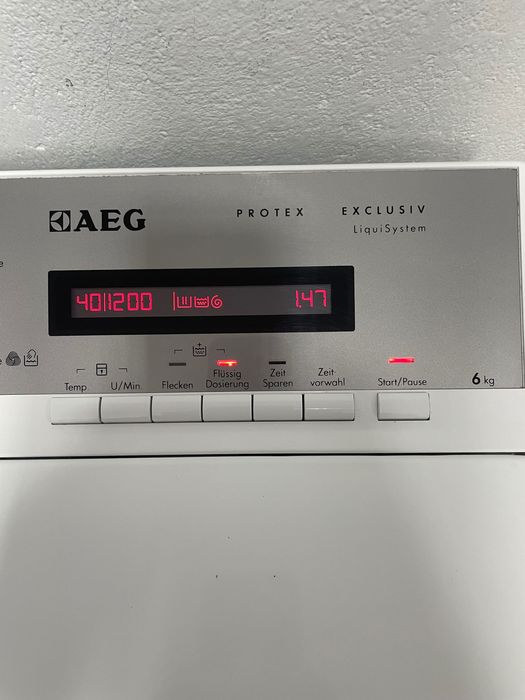 AEG
PROTEX EXCLUSIV
LiquiSystem
e
40 1200 1.47
e
Temp. U/Min. Flecken Flüssig Dosierung Zeit Sparen Zeit- vorwahl Start/Pause 6 kg